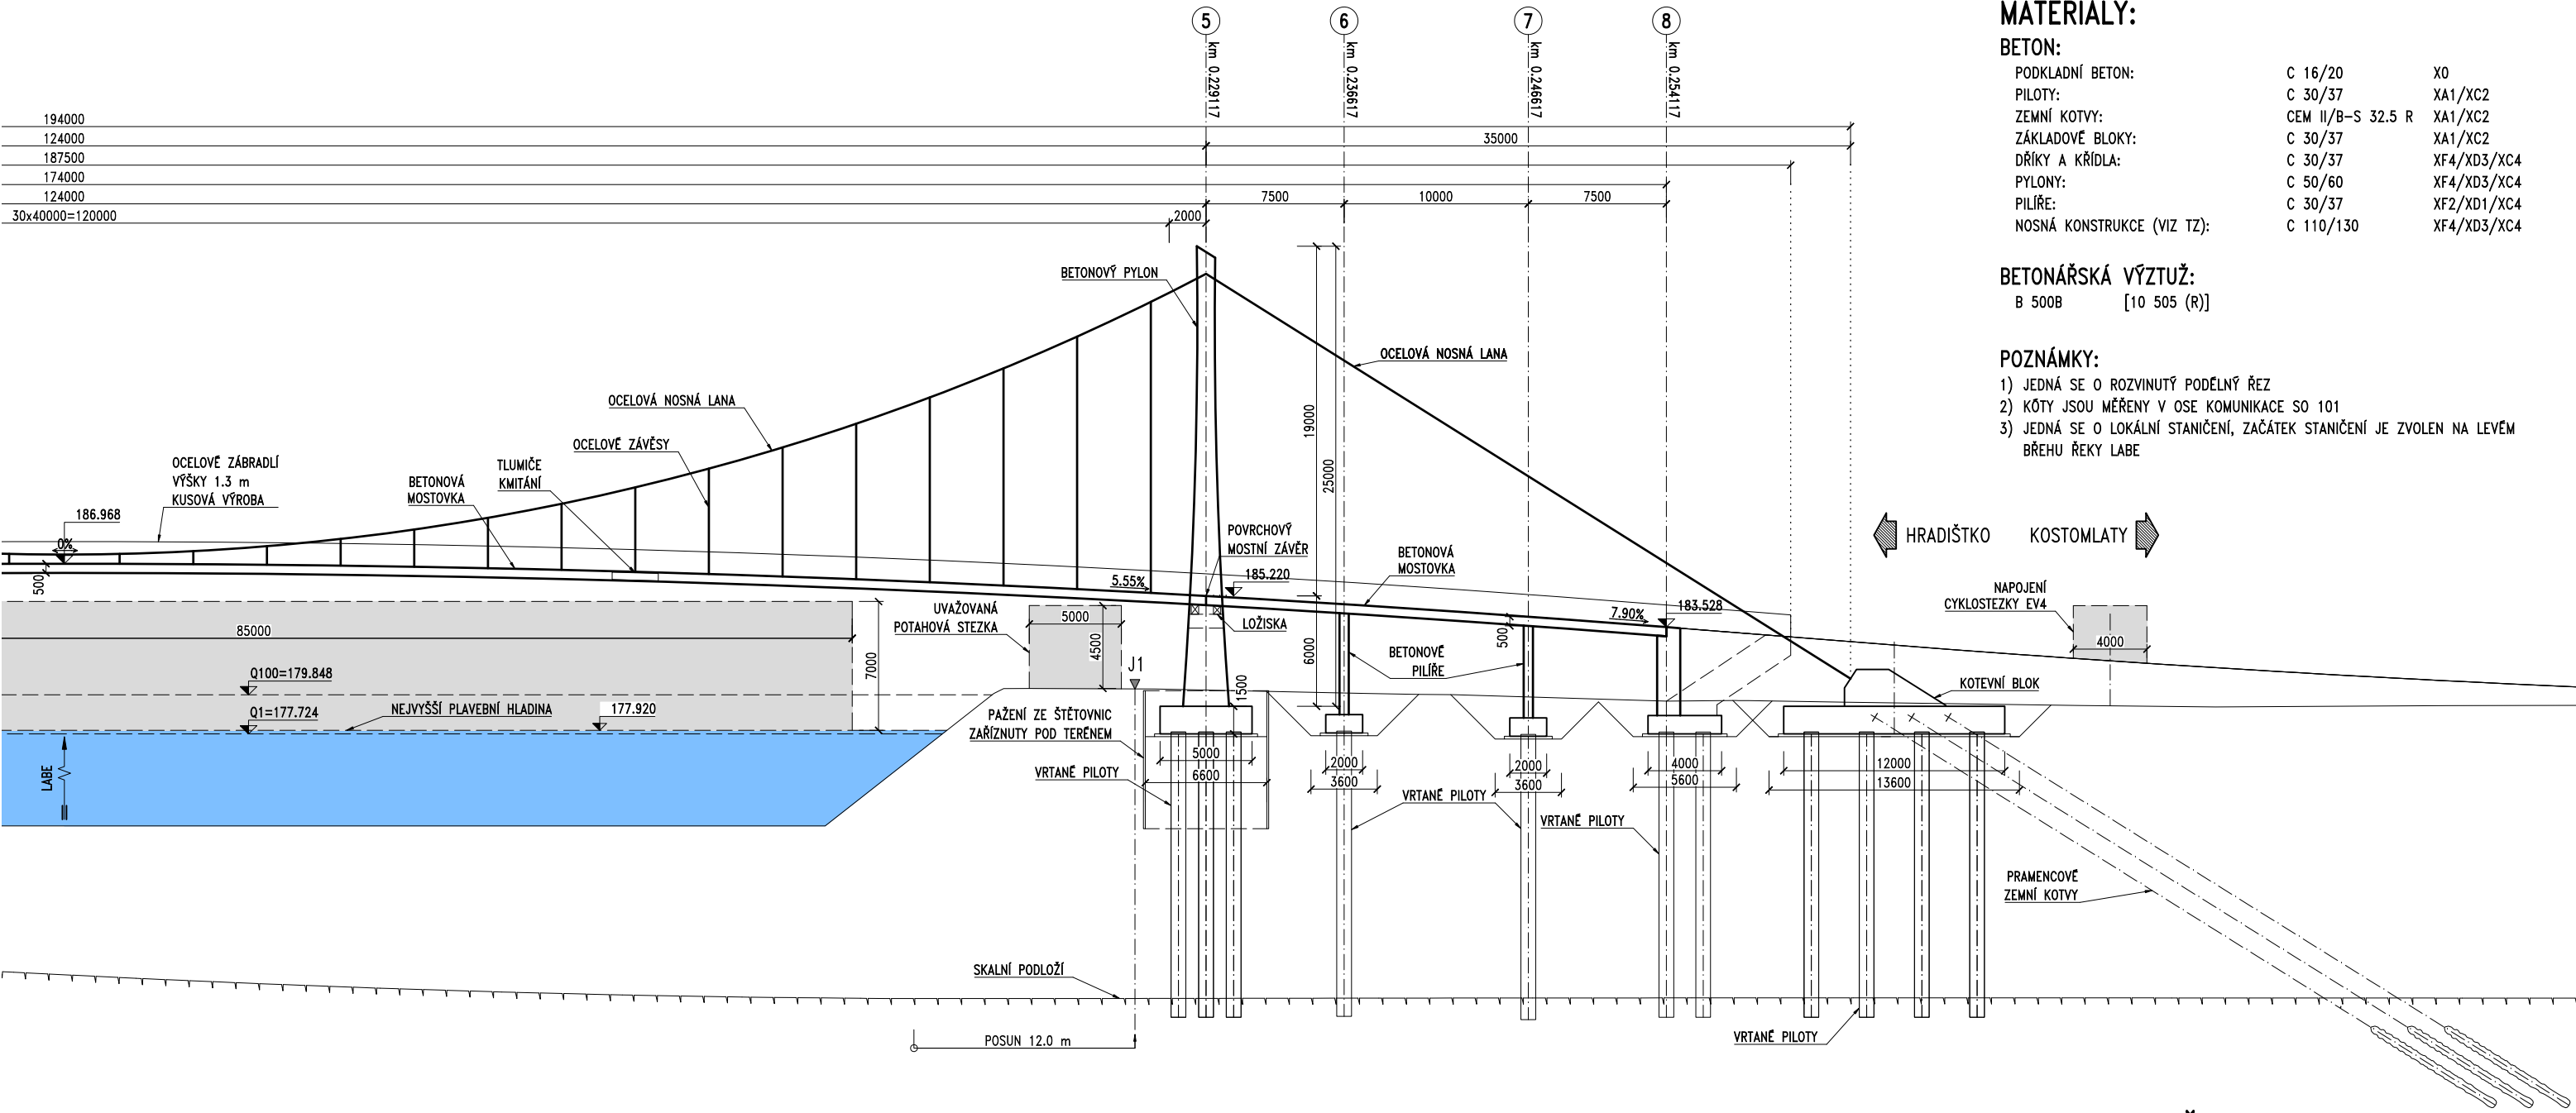 5
6
7
8
km 0.229117
km 0.236617
km 0.246617
km 0.254117
194000
124000
35000
187500
174000
124000
7500
10000
7500
30x40000=120000
2000
MATERIÁLY:
BETON:
PODKLADNÍ BETON: C 16/20 X0
PILOTY: C 30/37 XA1/XC2
ZEMNÍ KOTVY: CEM II/B-S 32.5 R XA1/XC2
ZÁKLADOVÉ BLOKY: C 30/37 XA1/XC2
DŘÍKY A KŘÍDLA: C 30/37 XF4/XD3/XC4
PYLONY: C 50/60 XF4/XD3/XC4
PILÍŘE: C 30/37 XF2/XD1/XC4
NOSNÁ KONSTRUKCE (VIZ TZ): C 110/130 XF4/XD3/XC4
BETONÁŘSKÁ VÝZTUŽ:
B 500B [10 505 (R)]
POZNÁMKY:
1) JEDNÁ SE O ROZVINUTÝ PODÉLNÝ ŘEZ
2) KÓTY JSOU MĚŘENY V OSE KOMUNIKACE SO 101
3) JEDNÁ SE O LOKÁLNÍ STANIČENÍ, ZAČÁTEK STANIČENÍ JE ZVOLEN NA LEVÉM
BŘEHU ŘEKY LABE
BETONOVÝ PYLON
OCELOVÁ NOSNÁ LANA
19000
25000
OCELOVÁ NOSNÁ LANA
OCELOVÉ ZÁVĚSY
TLUMIČE
KMITÁNÍ
BETONOVÁ
MOSTOVKA
OCELOVÉ ZÁBRADLÍ
VÝŠKY 1.3 m
KUSOVÁ VÝROBA
186.968
0%
500
POVRCHOVÝ
MOSTNÍ ZÁVĚR
BETONOVÁ
MOSTOVKA
HRADIŠTKO
KOSTOMLATY
NAPOJENÍ
CYKLOSTEZKY EV4
4000
5.55%
185.220
7.90%
183.528
500
UVAŽOVANÁ
POTAHOVÁ STEZKA
5000
4500
LOŽISKA
6000
BETONOVÉ
PILÍŘE
85000
7000
J1
1500
Q100=179.848
Q1=177.724
NEJVYŠŠÍ PLAVEBNÍ HLADINA
177.920
KOTEVNÍ BLOK
PAŽENÍ ZE ŠTĚTOVNIC
ZAŘÍZNUTY POD TERÉNEM
LABE
VRTANÉ PILOTY
5000
6600
2000
3600
2000
3600
4000
5600
12000
13600
VRTANÉ PILOTY
VRTANÉ PILOTY
PRAMENCOVÉ
ZEMNÍ KOTVY
SKALNÍ PODLOŽÍ
POSUN 12.0 m
VRTANÉ PILOTY